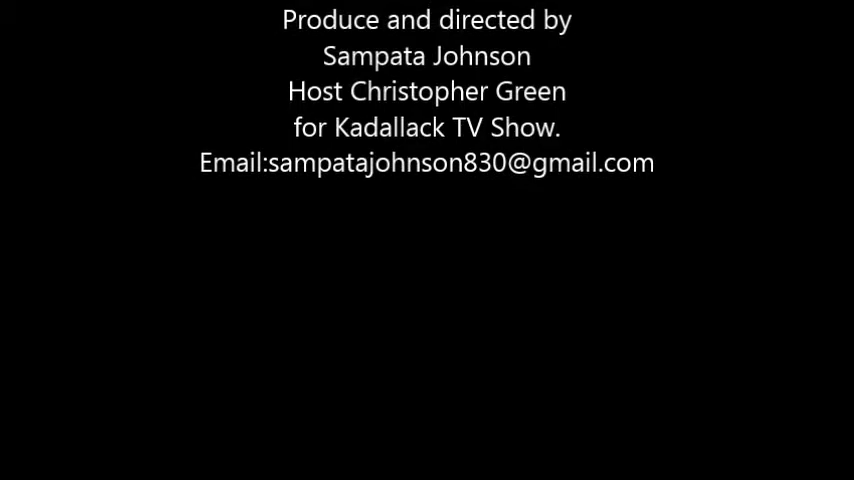 Produce and directed by
Sampata Johnson
Host Christopher Green
for Kadallack TV Show.
Email:sampatajohnson830@gmail.com